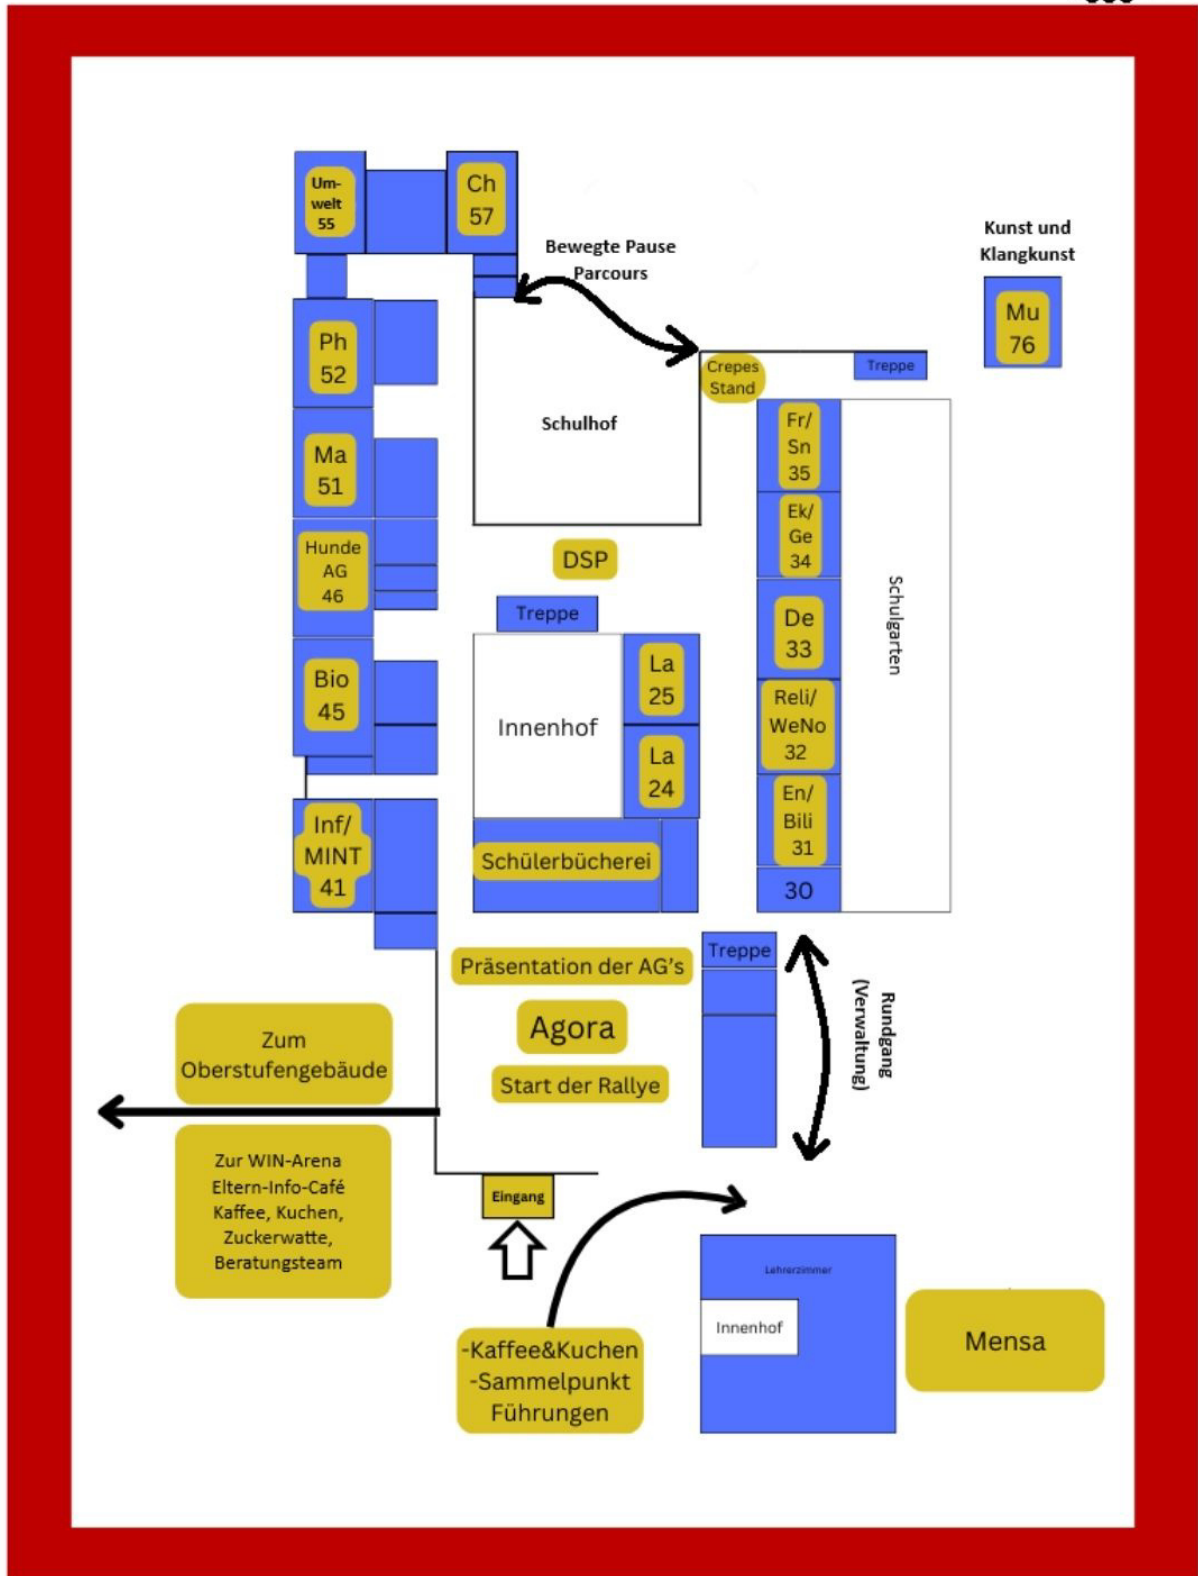 Um-
welt
55
Ch
57
Bewegte Pause
Parcours
Kunst und
Klangkunst
Mu
76
Ph
52
Crepes
Stand
Treppe
Schulhof
Fr/
Sn
35
Ma
51
Ek/
Ge
34
Hunde
AG
46
DSP
Treppe
De
33
Schulgarten
La
25
Bio
45
Innenhof
Reli/
WeNo
32
La
24
En/
Bili
31
Inf/
MINT
41
Schülerbücherei
30
Präsentation der AG's
Treppe
Agora
Rundgang
(Verwaltung)
Zum
Oberstufengebäude
Start der Rallye
Zur WIN-Arena
Eltern-Info-Café
Kaffee, Kuchen,
Zuckerwatte,
Beratungsteam
Eingang
Lehrerzimmer
Innenhof
Mensa
-Kaffee&Kuchen
-Sammelpunkt
Führungen